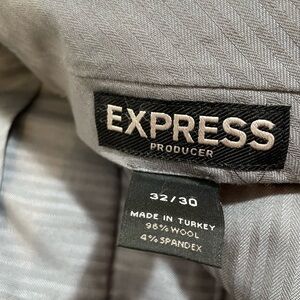 EXPRESS
PRODUCER
32/30
MADE IN TURKEY
96% WOOL
4% SPANDEX